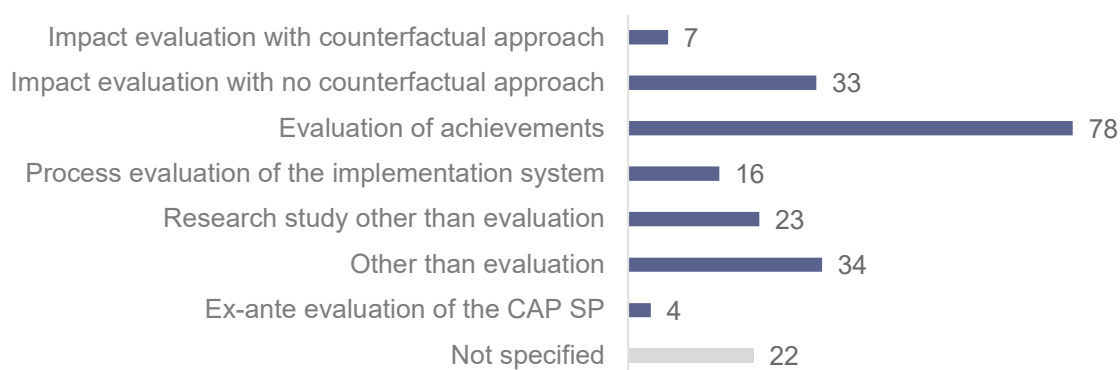 Impact evaluation with counterfactual approach 7
Impact evaluation with no counterfactual approach 33
Evaluation of achievements 78
Process evaluation of the implementation system 16
Research study other than evaluation 23
Other than evaluation 34
Ex-ante evaluation of the CAP SP 4
Not specified 22